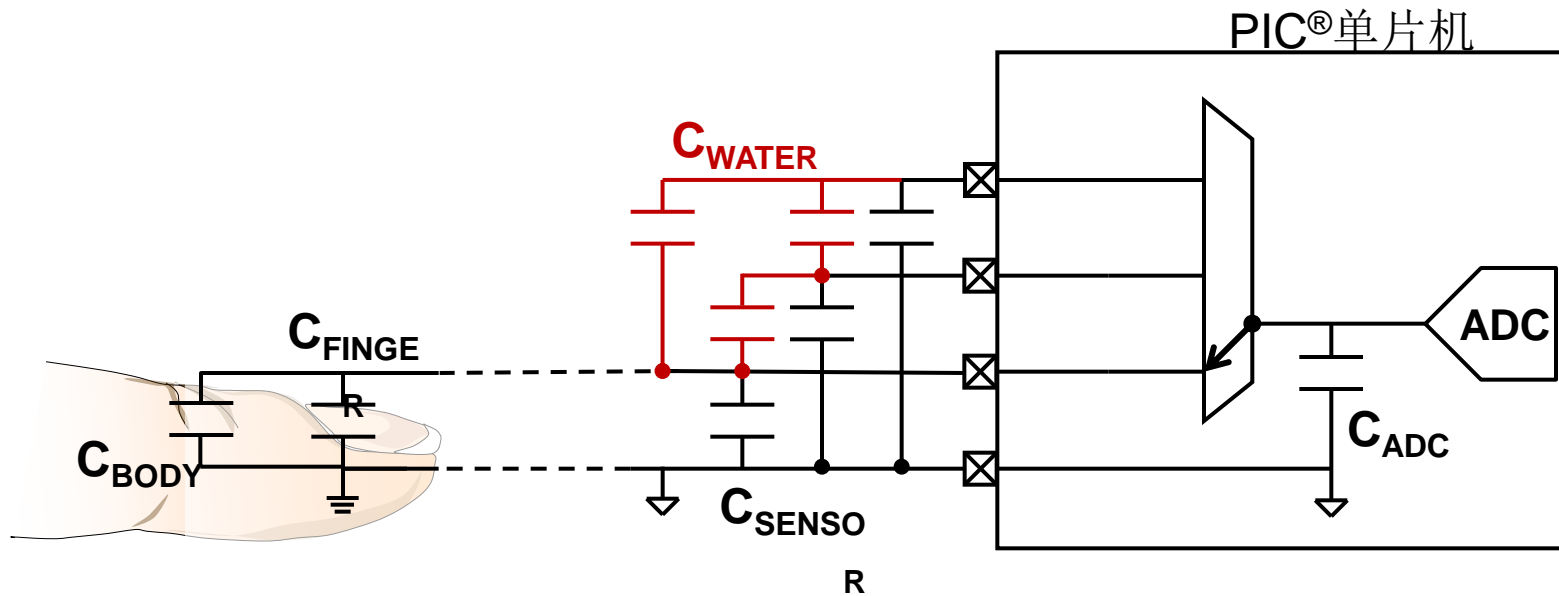 PIC®单片机
CWATER
CFINGE
R
CBODY
ADC
CADC
CSENSO
R